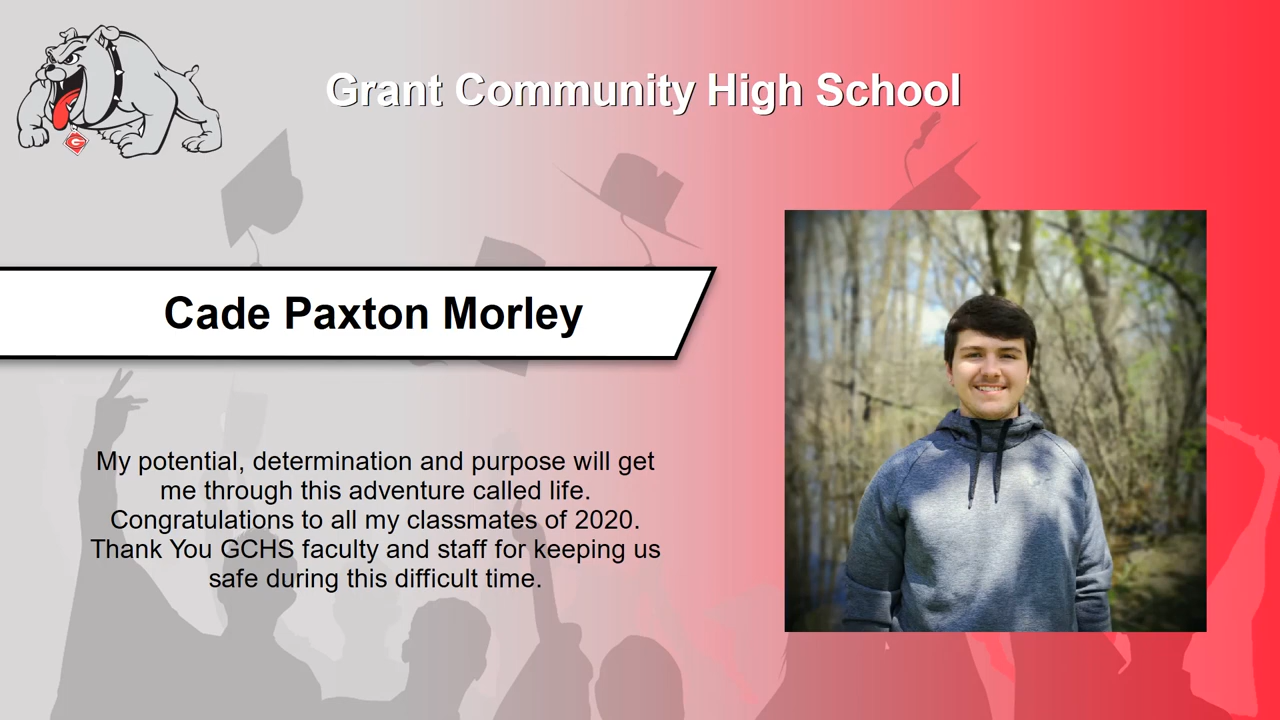 Grant Community High School
Cade Paxton Morley
My potential, determination and purpose will get
me through this adventure called life.
Congratulations to all my classmates of 2020.
Thank You GCHS faculty and staff for keeping us
safe during this difficult time.
G